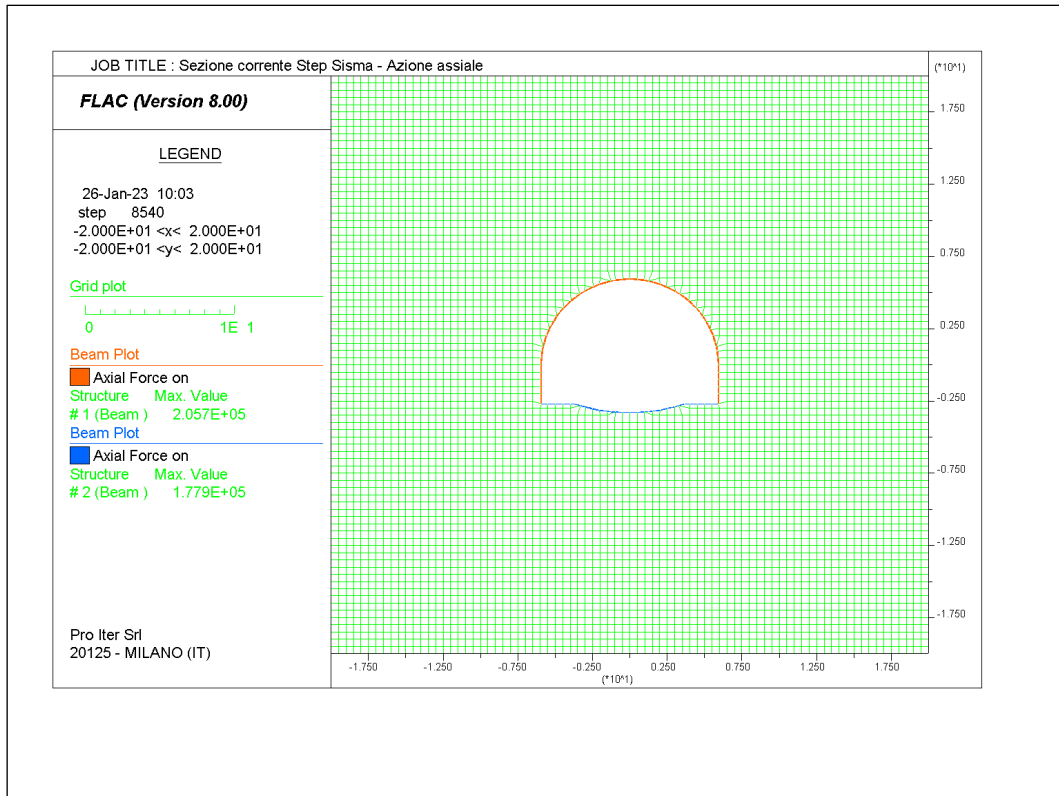 JOB TITLE : Sezione corrente Step Sisma - Azione assiale
(*10^1)
FLAC (Version 8.00)
LEGEND
26-Jan-23 10:03
step 8540
-2.000E+01 <x< 2.000E+01
-2.000E+01 <y< 2.000E+01
Grid plot
0 1E 1
Beam Plot
Axial Force on
Structure Max. Value
# 1 (Beam ) 2.057E+05
Beam Plot
Axial Force on
Structure Max. Value
# 2 (Beam ) 1.779E+05
Pro Iter Srl
20125 - MILANO (IT)
1.750
1.250
0.750
0.250
-0.250
-0.750
-1.250
-1.750
-1.750 -1.250 -0.750 -0.250 0.250 0.750 1.250 1.750
(*10^1)